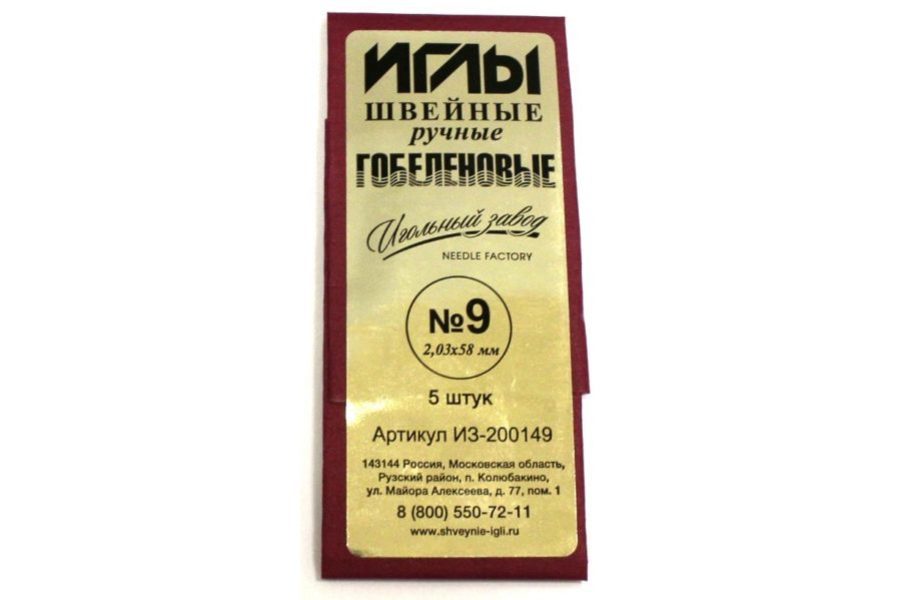 ИГЛЫ
ШВЕЙНЫЕ
ручные
ГОБЕЛЕНОВЫЕ
Игольный завод
NEEDLE FACTORY
№9
2,03х58 мм
5 штук
Артикул ИЗ-200149
143144 Россия, Московская область,
Рузский район, п. Колюбакино,
ул. Майора Алексеева, д. 77, пом. 1
8 (800) 550-72-11
www.shveynie-igli.ru